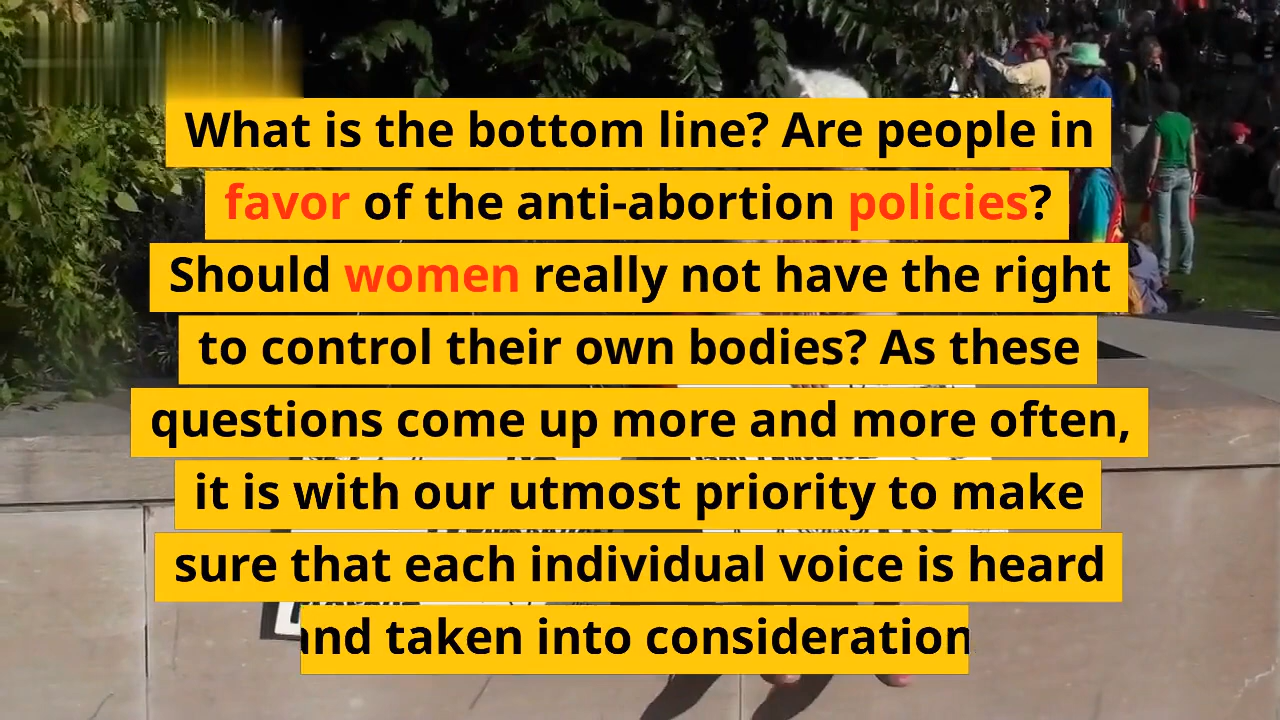 What is the bottom line? Are people in
favor of the anti-abortion policies?
Should women really not have the right
to control their own bodies? As these
questions come up more and more often,
it is with our utmost priority to make
sure that each individual voice is heard
and taken into consideration